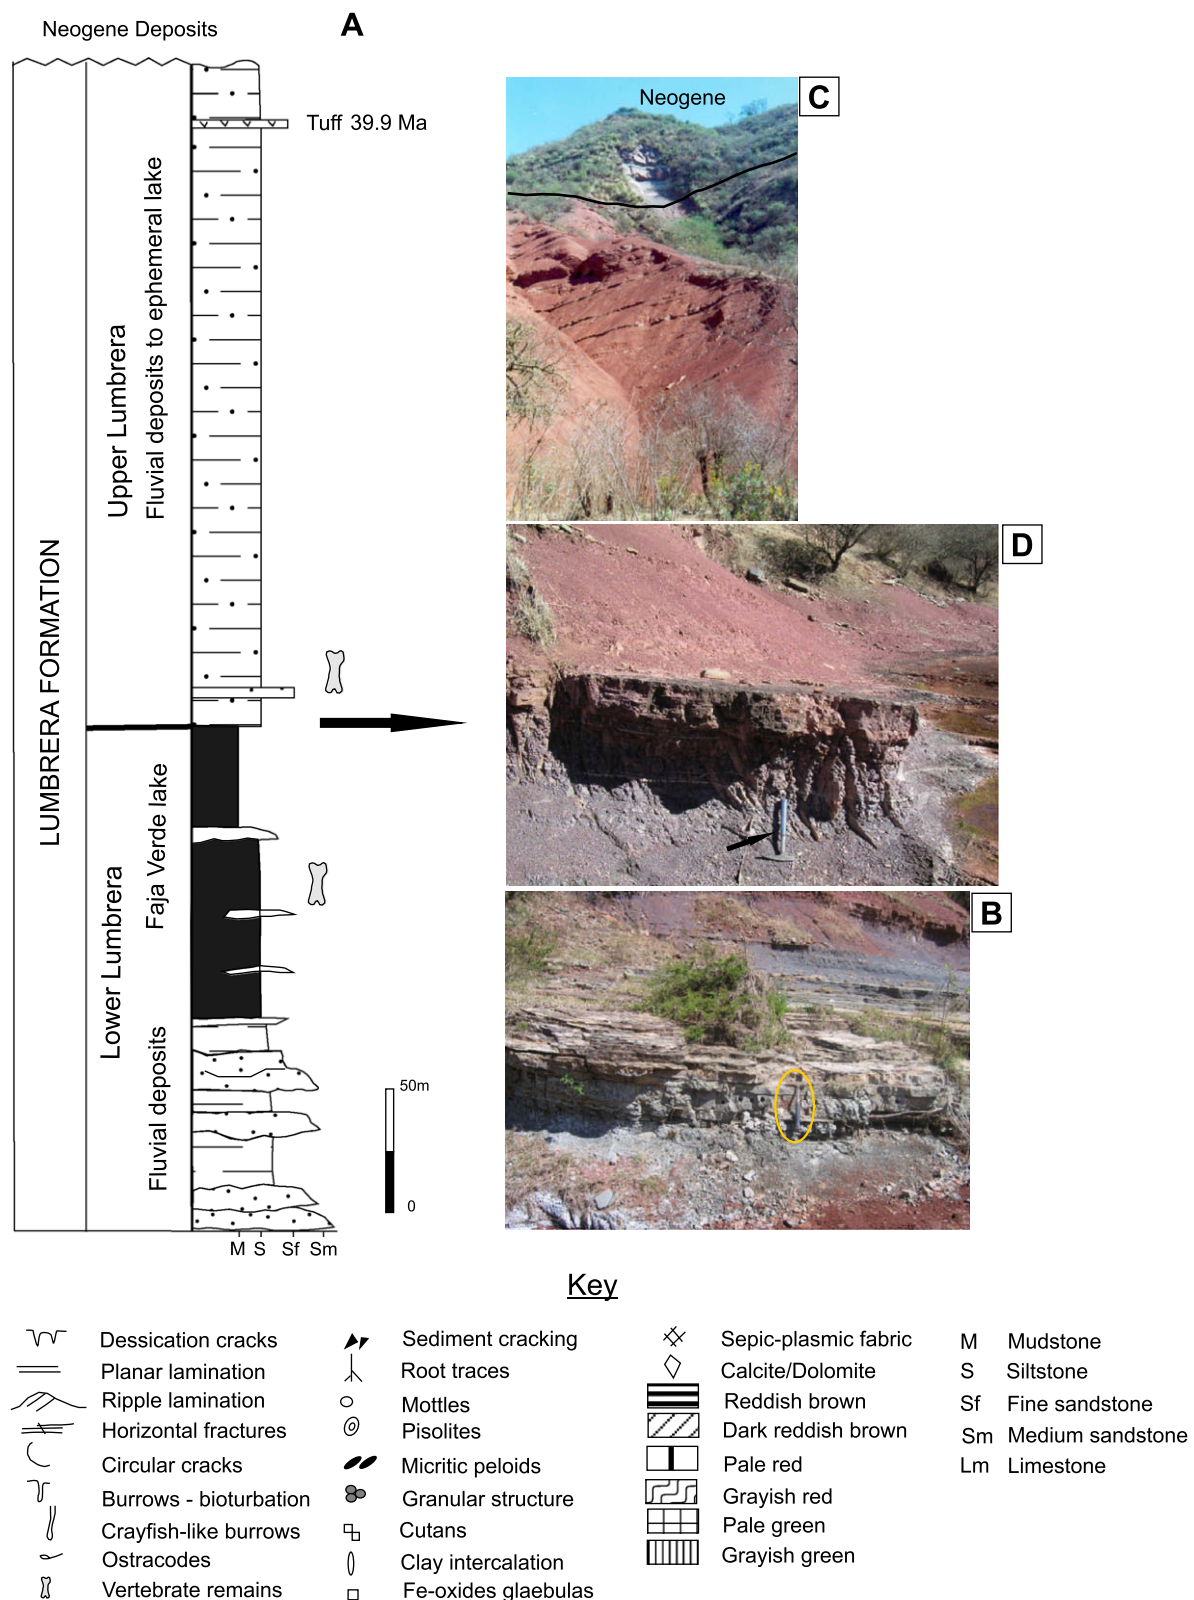 Neogene Deposits
A
Tuff 39.9 Ma
LUMBRERA FORMATION
Upper Lumbrera
Fluvial deposits to ephemeral lake
Lower Lumbrera
Faja Verde lake
Fluvial deposits
50m
0
M S Sf Sm
Neogene
C
D
B
Key
Dessication cracks
Planar lamination
Ripple lamination
Horizontal fractures
Circular cracks
Burrows - bioturbation
Crayfish-like burrows
Ostracodes
Vertebrate remains
Sediment cracking
Root traces
Mottles
Pisolites
Micritic peloids
Granular structure
Cutans
Clay intercalation
Fe-oxides glaebulas
Sepic-plasmic fabric
Calcite/Dolomite
Reddish brown
Dark reddish brown
Pale red
Grayish red
Pale green
Grayish green
M Mudstone
S Siltstone
Sf Fine sandstone
Sm Medium sandstone
Lm Limestone